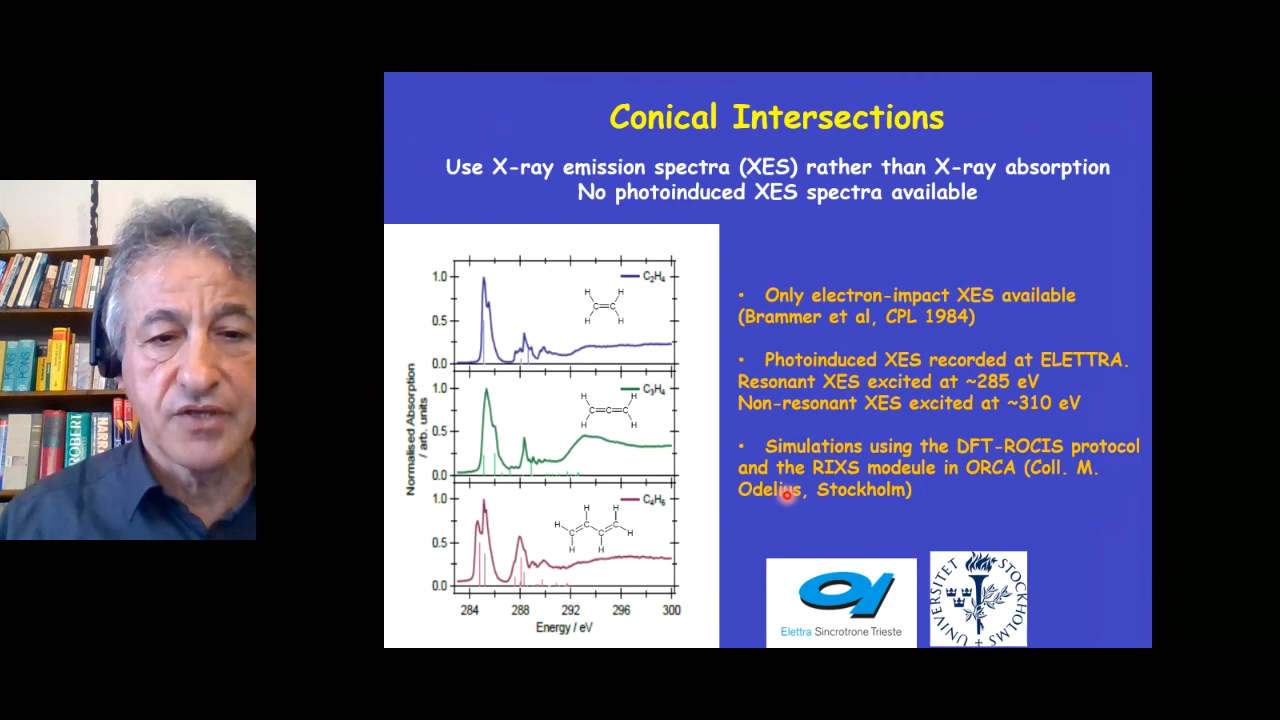 Conical Intersections
Use X-ray emission spectra (XES) rather than X-ray absorption
No photoinduced XES spectra available
1.0
0.5
0.0
C₂H₄
H H
C=C
H H
1.0
0.5
0.0
C₃H₄
H H
C=C=C
H H
1.0
0.5
0.0
C₄H₆
284 288 292 296 300
Energy / eV
Normalised Absorption
/ arb. units
• Only electron-impact XES available
(Brammer et al, CPL 1984)
• Photoinduced XES recorded at ELETTRA.
Resonant XES excited at ~285 eV
Non-resonant XES excited at ~310 eV
• Simulations using the DFT-ROCIS protocol
and the RIXS modeule in ORCA (Coll. M.
Odelius, Stockholm)
Elettra Sincrotrone Trieste
STOCKHOLMS UNIVERSITET
PONS
ROBERT